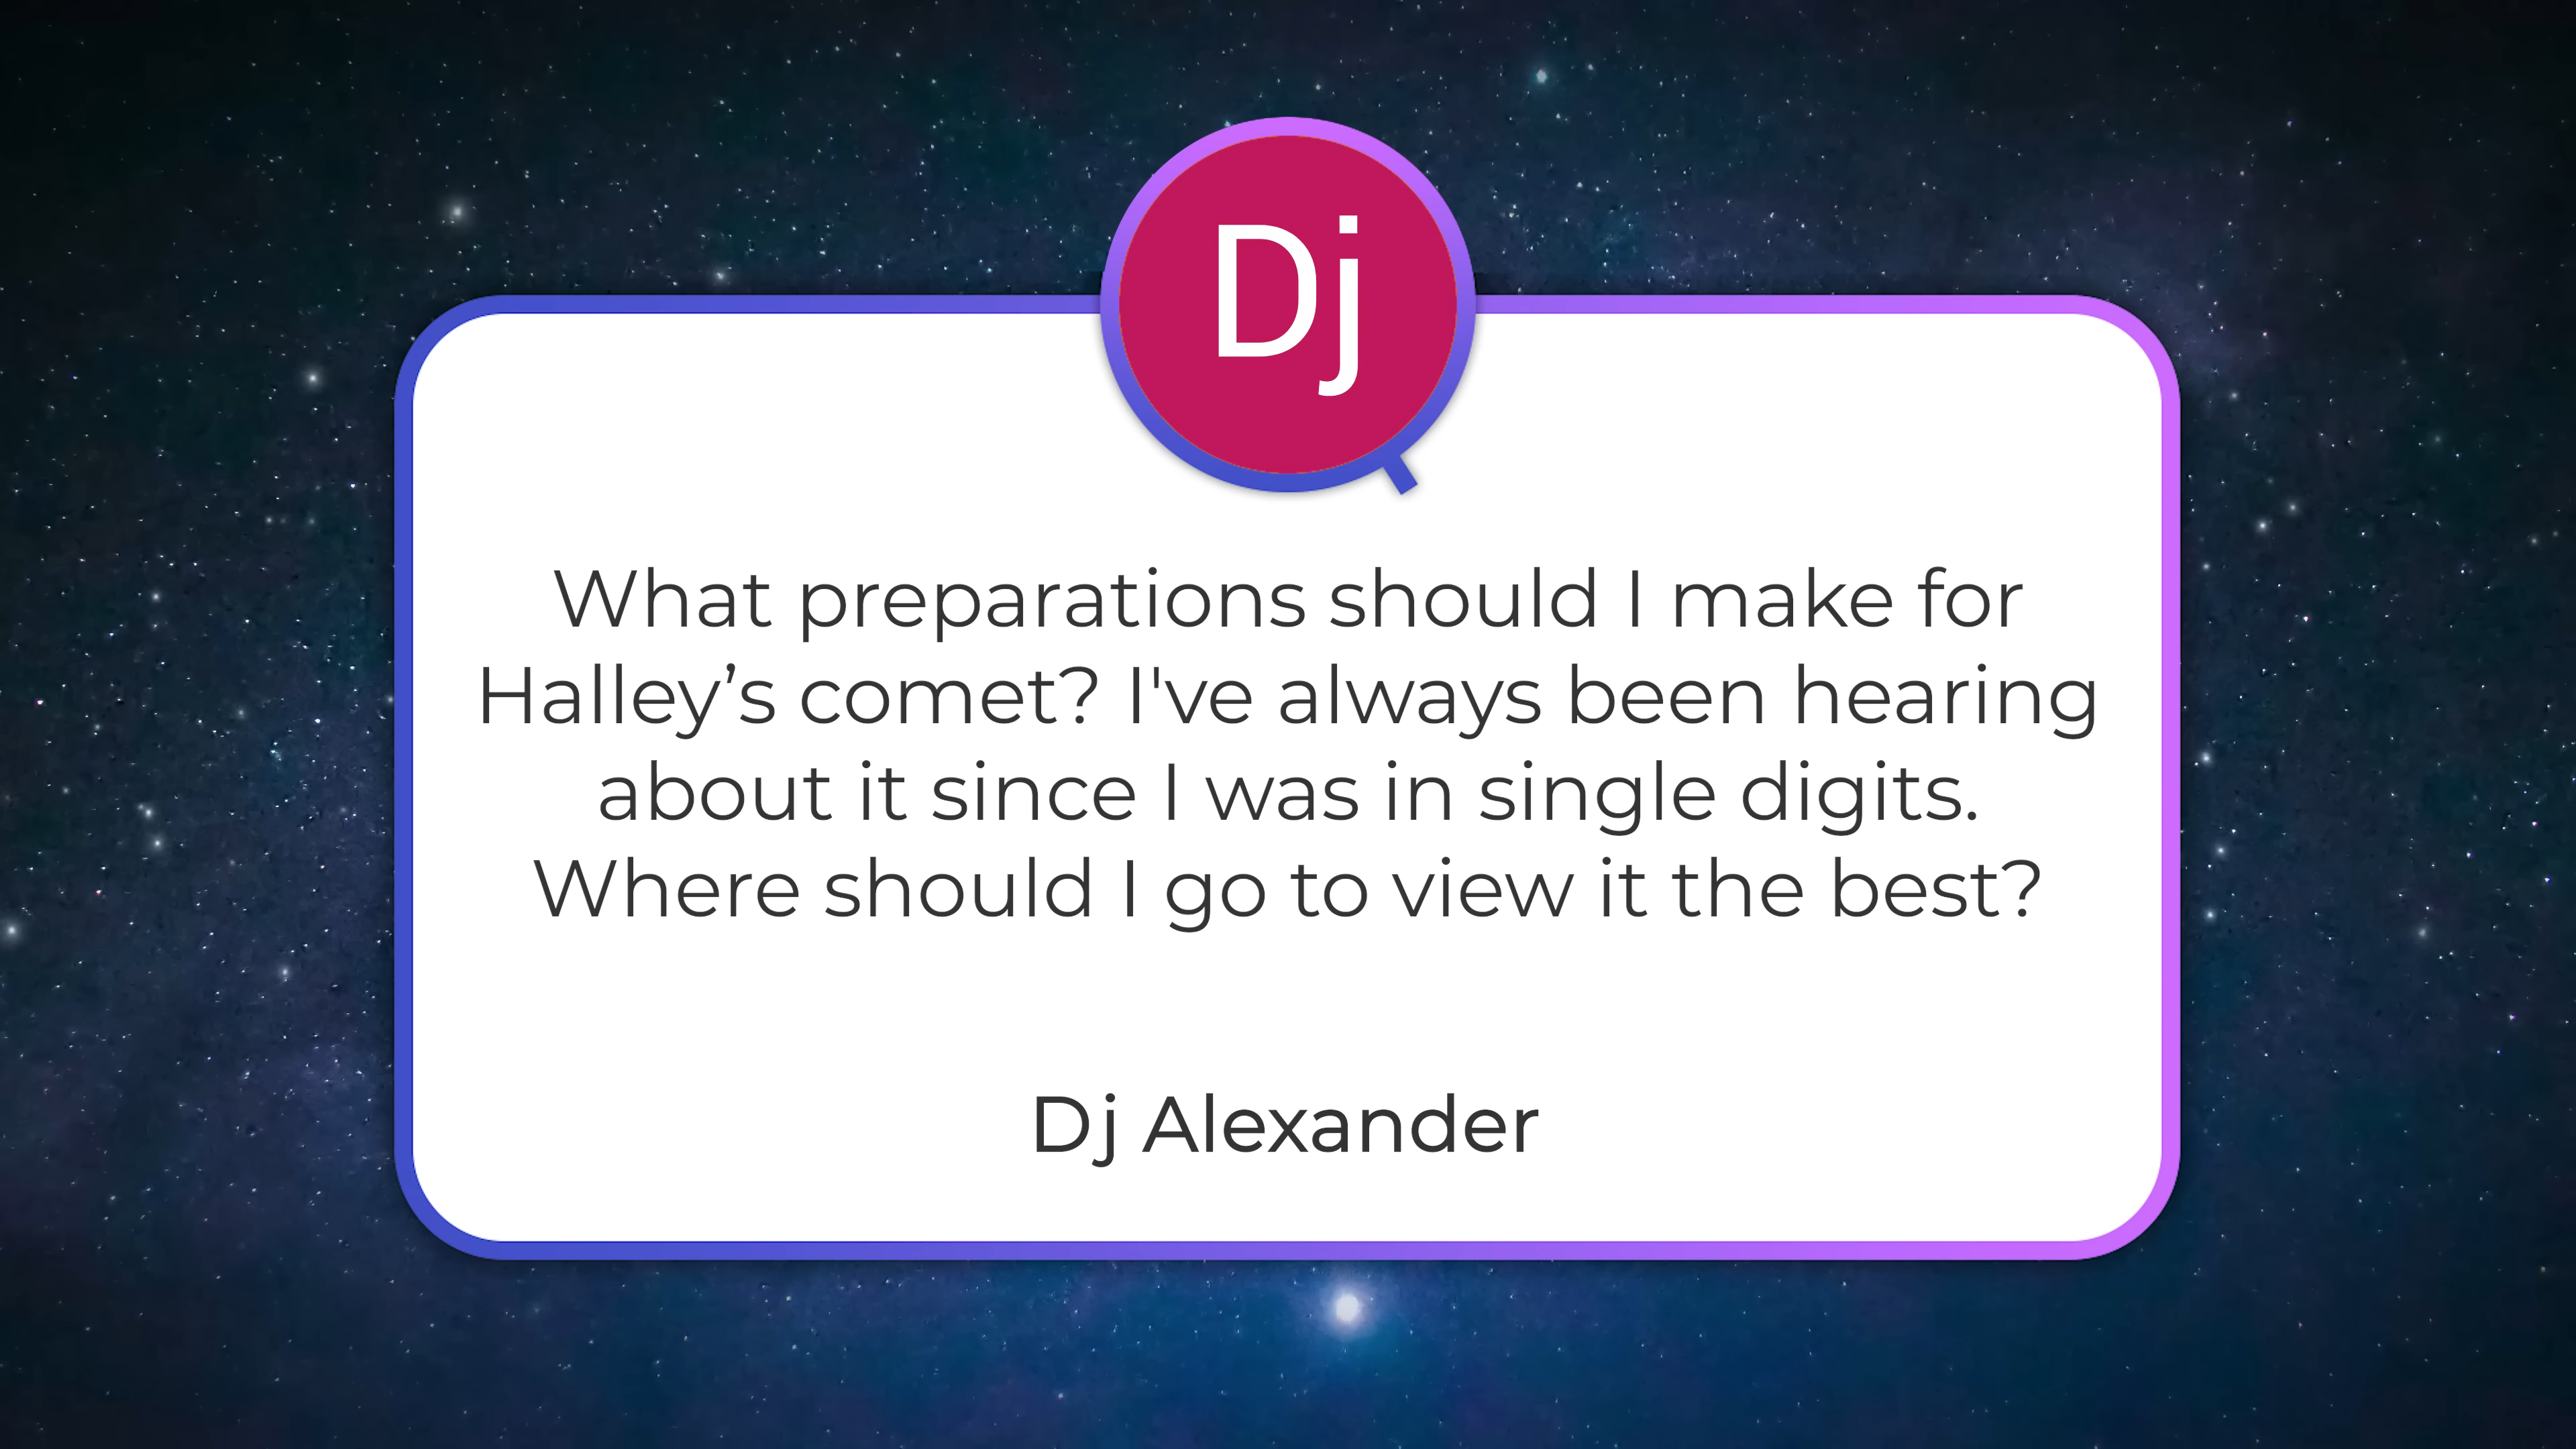 Dj
What preparations should I make for
Halley’s comet? I've always been hearing
about it since I was in single digits.
Where should I go to view it the best?
Dj Alexander